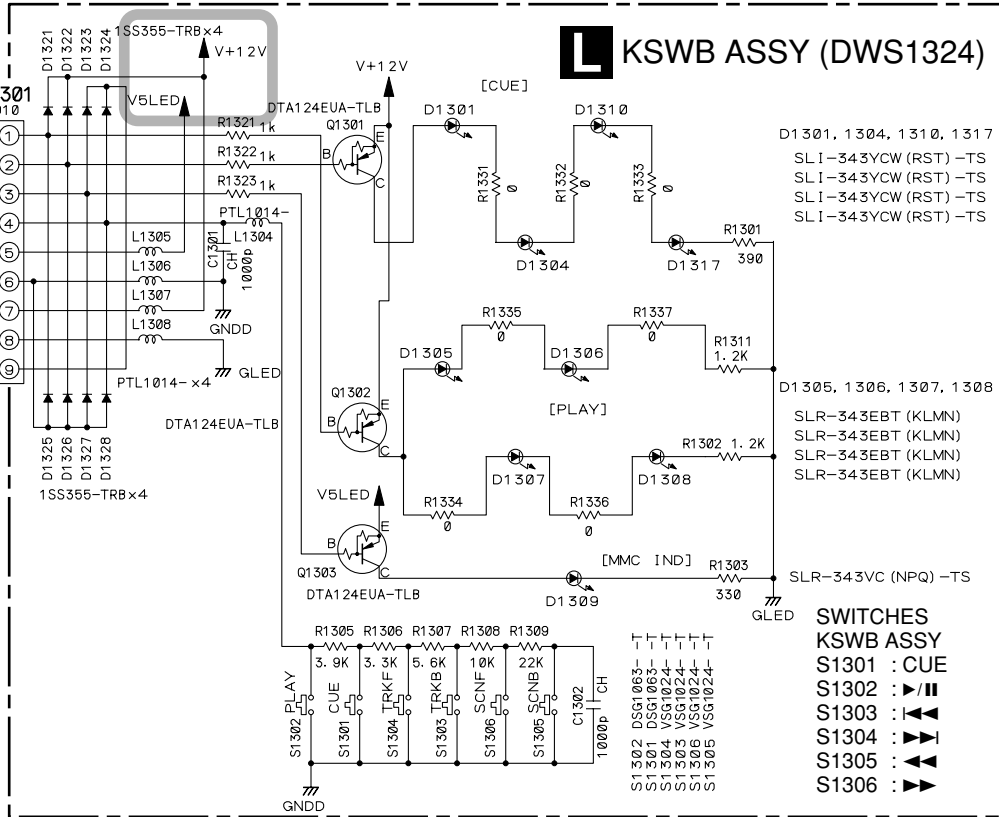 L KSWB ASSY (DWS1324)
1SS355-TRB×4
D1321
D1322
D1323
D1324
V+12V
V5LED
V+12V
301
1
2
3
4
5
6
7
8
9
R1321 1k
R1322 1k
R1323 1k
PTL1014-
L1304
C1301
CH
1000p
L1305
L1306
L1307
L1308
GNDD
GLED
PTL1014- ×4
D1325
D1326
D1327
D1328
1SS355-TRB×4
DTA124EUA-TLB
Q1301
B
E
C
[CUE]
D1301
D1310
R1331
0
R1332
0
R1333
0
D1304
D1317
R1301
390
D1301, 1304, 1310, 1317
SLI-343YCW(RST)-TS
SLI-343YCW(RST)-TS
SLI-343YCW(RST)-TS
SLI-343YCW(RST)-TS
R1335
0
R1337
0
D1305
D1306
R1311
1.2K
Q1302
B
E
C
DTA124EUA-TLB
[PLAY]
D1305, 1306, 1307, 1308
SLR-343EBT(KLMN)
SLR-343EBT(KLMN)
SLR-343EBT(KLMN)
SLR-343EBT(KLMN)
R1302 1.2K
D1307
D1308
R1334
0
R1336
0
V5LED
B
E
C
Q1303
DTA124EUA-TLB
[MMC IND]
D1309
R1303
330
SLR-343VC(NPQ)-TS
GLED
R1305
3.9K
R1306
3.3K
R1307
5.6K
R1308
10K
R1309
22K
PLAY
S1302
CUE
S1301
TRKF
S1304
TRKB
S1303
SCNF
S1306
SCNB
S1305
C1302
CH
1000p
GNDD
S1302 DSG1063- -T
S1301 DSG1063- -T
S1304 VSG1024- -T
S1303 VSG1024- -T
S1306 VSG1024- -T
S1305 VSG1024- -T
SWITCHES
KSWB ASSY
S1301 : CUE
S1302 : ►/II
S1303 : I◄◄
S1304 : ►►I
S1305 : ◄◄
S1306 : ►►